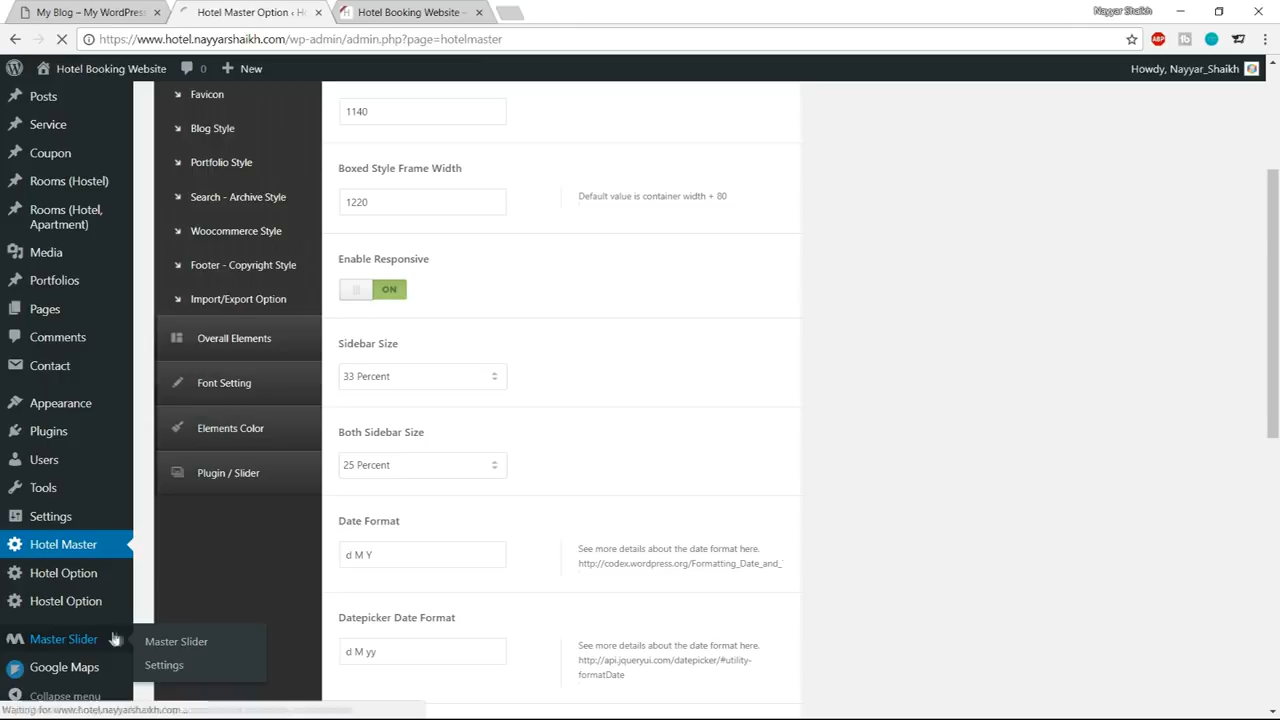 My Blog – My WordPress
Hotel Master Option ‹ H
Hotel Booking Website –
Nayyar Shaikh
https://www.hotel.nayyarshaikh.com/wp-admin/admin.php?page=hotelmaster
ABP
Hotel Booking Website
0
New
Howdy, Nayyar_Shaikh
Posts
Service
Coupon
Rooms (Hostel)
Rooms (Hotel,
Apartment)
Media
Portfolios
Pages
Comments
Contact
Appearance
Plugins
Users
Tools
Settings
Hotel Master
Hotel Option
Hostel Option
Master Slider
Google Maps
Collapse menu
Master Slider
Settings
Favicon
Blog Style
Portfolio Style
Search - Archive Style
Woocommerce Style
Footer - Copyright Style
Import/Export Option
Overall Elements
Font Setting
Elements Color
Plugin / Slider
1140
Boxed Style Frame Width
1220
Default value is container width + 80
Enable Responsive
ON
Sidebar Size
33 Percent
Both Sidebar Size
25 Percent
Date Format
d M Y
See more details about the date format here.
http://codex.wordpress.org/Formatting_Date_and_
Datepicker Date Format
d M yy
See more details about the date format here.
http://api.jqueryui.com/datepicker/#utility-
formatDate
Waiting for www.hotel.nayyarshaikh.com...